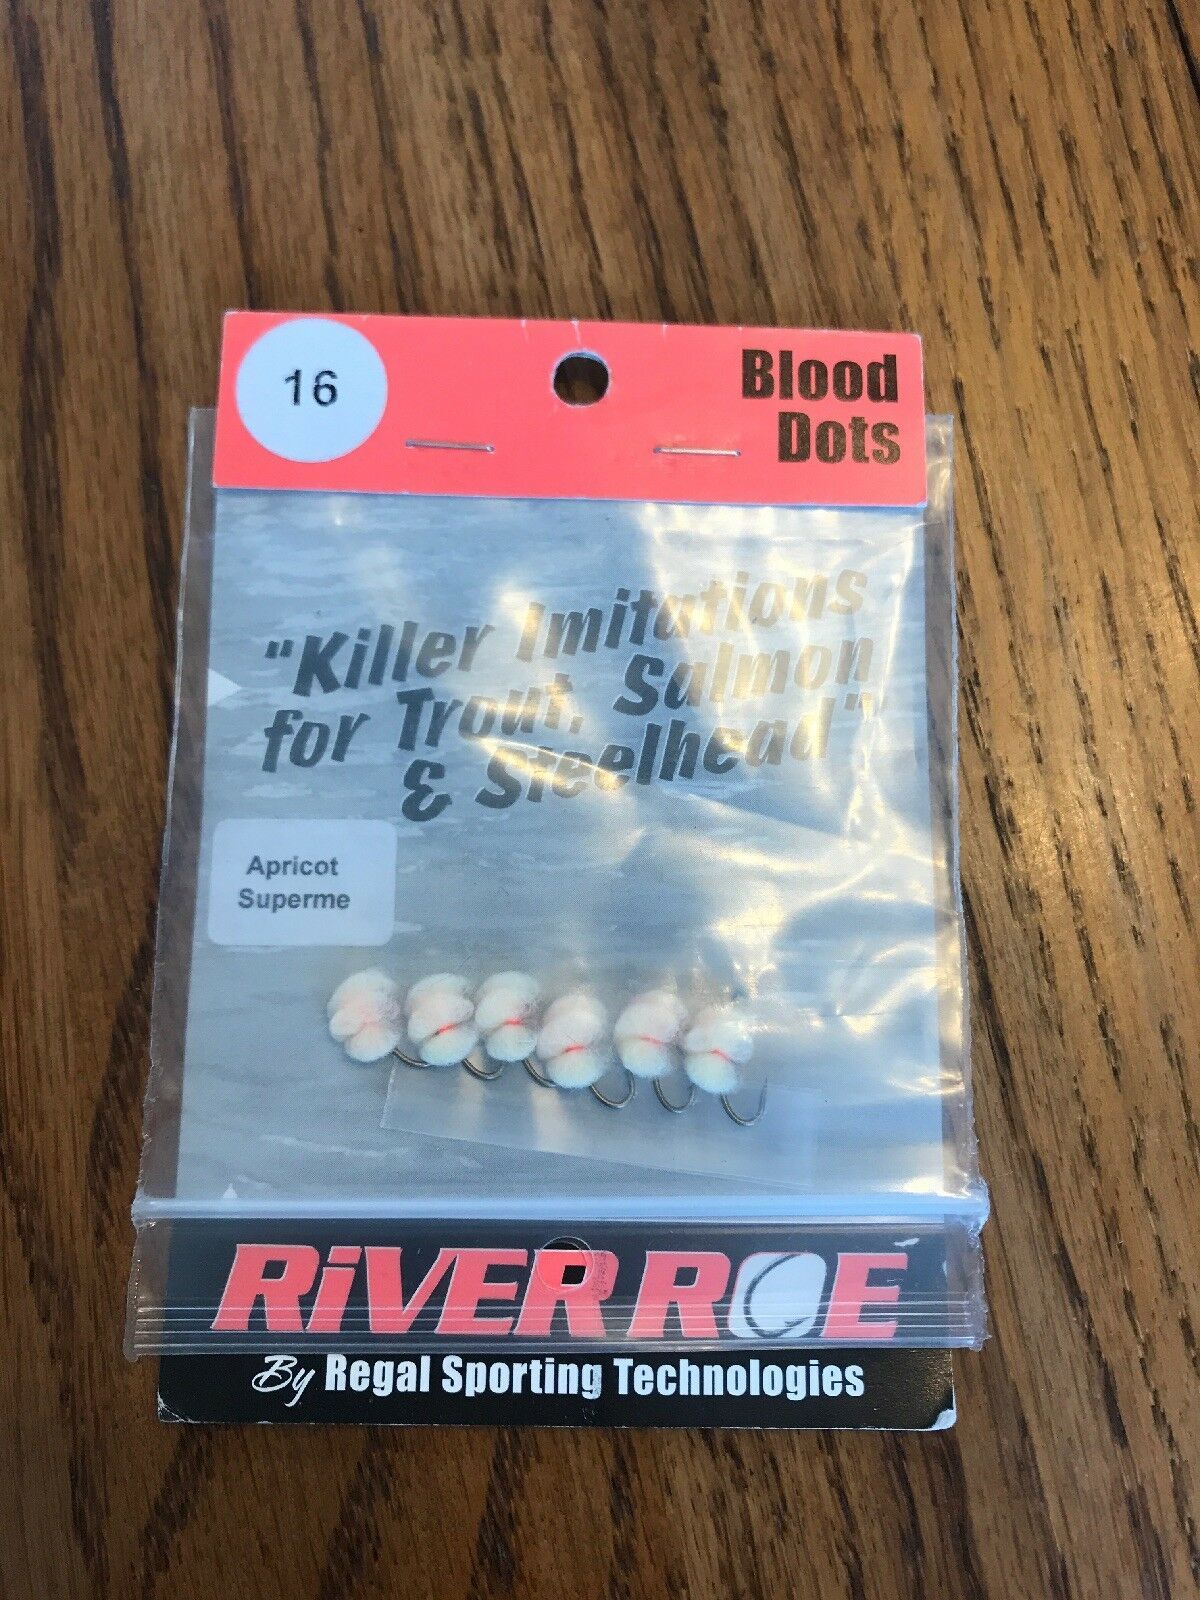 16
Blood
Dots
"Killer Imitations
for Trout, Salmon
& Steelhead"
Apricot
Superme
RiVER ROE
By Regal Sporting Technologies